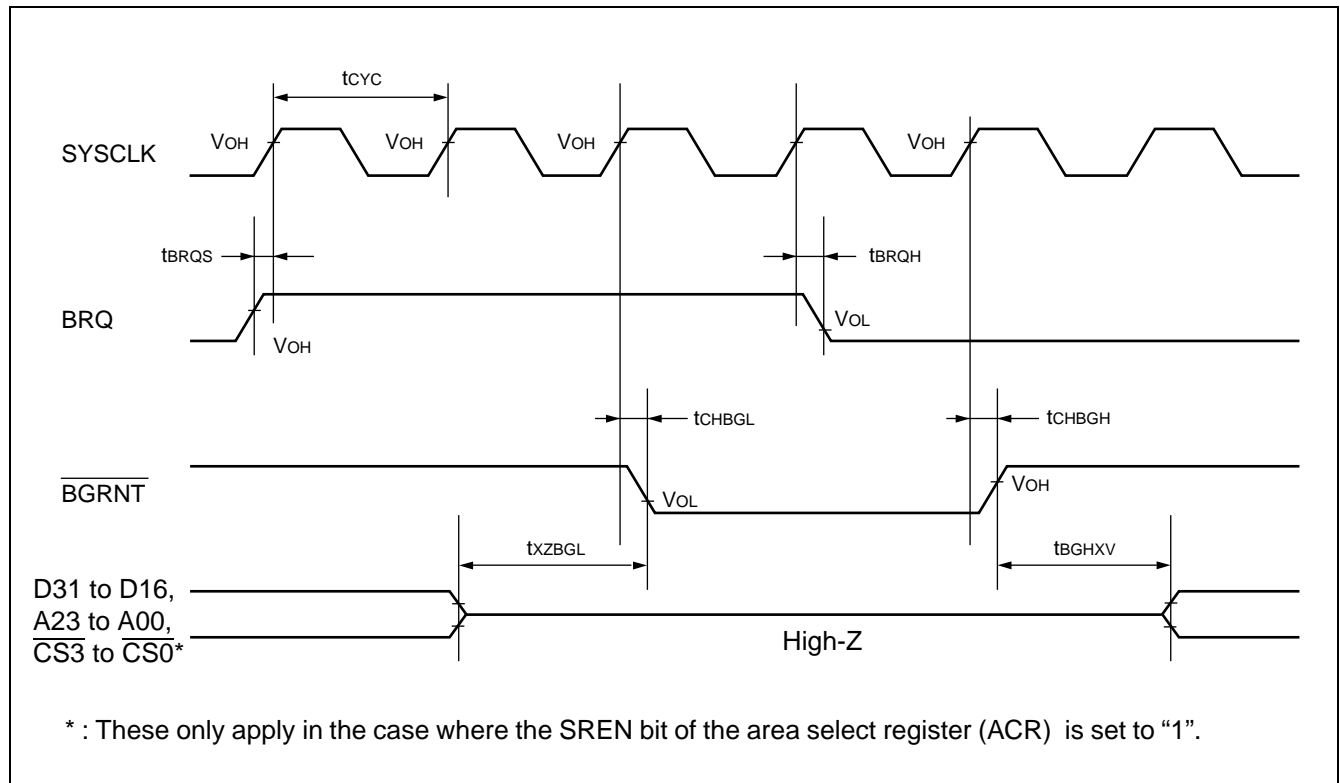 tCYC
VOH VOH VOH VOH
SYSCLK
tBRQS tBRQH
BRQ
VOL
VOH
tCHBGL tCHBGH
BGRNT
VOL VOH
tXZBGL tBGHXV
D31 to D16,
A23 to A00,
CS3 to CS0*
High-Z
* : These only apply in the case where the SREN bit of the area select register (ACR) is set to “1”.